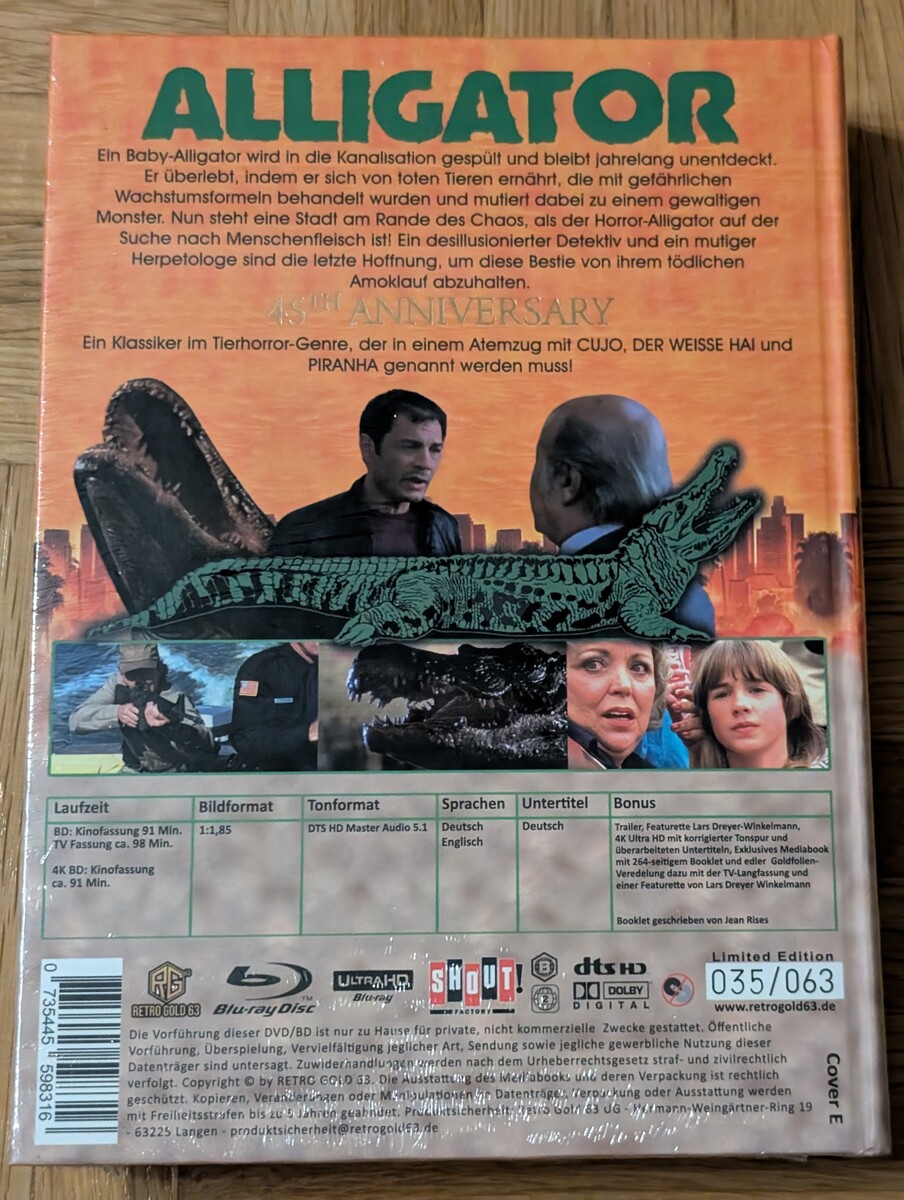 ALLIGATOR
Ein Baby-Alligator wird in die Kanalisation gespült und bleibt jahrelang unentdeckt.
Er überlebt, indem er sich von toten Tieren ernährt, die mit gefährlichen
Wachstumsformeln behandelt wurden und mutiert dabei zu einem gewaltigen
Monster. Nun steht eine Stadt am Rande des Chaos, als der Horror-Alligator auf der
Suche nach Menschenfleisch ist! Ein desillusionierter Detektiv und ein mutiger
Herpetologe sind die letzte Hoffnung, um diese Bestie von ihrem tödlichen
Amoklauf abzuhalten.
45TH ANNIVERSARY
Ein Klassiker im Tierhorror-Genre, der in einem Atemzug mit CUJO, DER WEISSE HAI und
PIRANHA genannt werden muss!
Laufzeit
BD: Kinofassung 91 Min.
TV Fassung ca. 98 Min.
4K BD: Kinofassung
ca. 91 Min.
Bildformat
1:1,85
Tonformat
DTS HD Master Audio 5.1
Sprachen
Deutsch
Englisch
Untertitel
Deutsch
Bonus
Trailer, Featurette Lars Dreyer-Winkelmann,
4K Ultra HD mit korrigierter Tonspur und
überarbeiteten Untertiteln, Exklusives Mediabook
mit 264-seitigem Booklet und edler Goldfolien-
Veredelung dazu mit der TV-Langfassung und
einer Featurette von Lars Dreyer Winkelmann
Booklet geschrieben von Jean Rises
0 735445 598316
RG
RETRO GOLD 63
Blu-ray Disc™
ULTRA HD
Blu-ray
SHOUT!
FACTORY
B
2
dts HD
DOLBY
DIGITAL
Limited Edition
035/063
www.retrogold63.de
Die Vorführung dieser DVD/BD ist nur zu Hause für private, nicht kommerzielle Zwecke gestattet. Öffentliche
Vorführung, Überspielung, Vervielfältigung jeglicher Art, Sendung sowie jegliche gewerbliche Nutzung dieser
Datenträger sind untersagt. Zuwiderhandlungen werden nach dem Urheberrechtsgesetz straf- und zivilrechtlich
verfolgt. Copyright © by RETRO GOLD 63. Die Ausstattung des Mediabooks und deren Verpackung ist rechtlich
geschützt. Kopieren, Veränderungen oder Manipulationen an Datenträger, Verpackung oder Ausstattung werden
mit Freiheitsstrafen bis zu 5 Jahren geahndet. Produktsicherheit: Retro Gold 63 UG - Hermann-Weingärtner-Ring 19
- 63225 Langen - produktsicherheit@retrogold63.de
Cover E